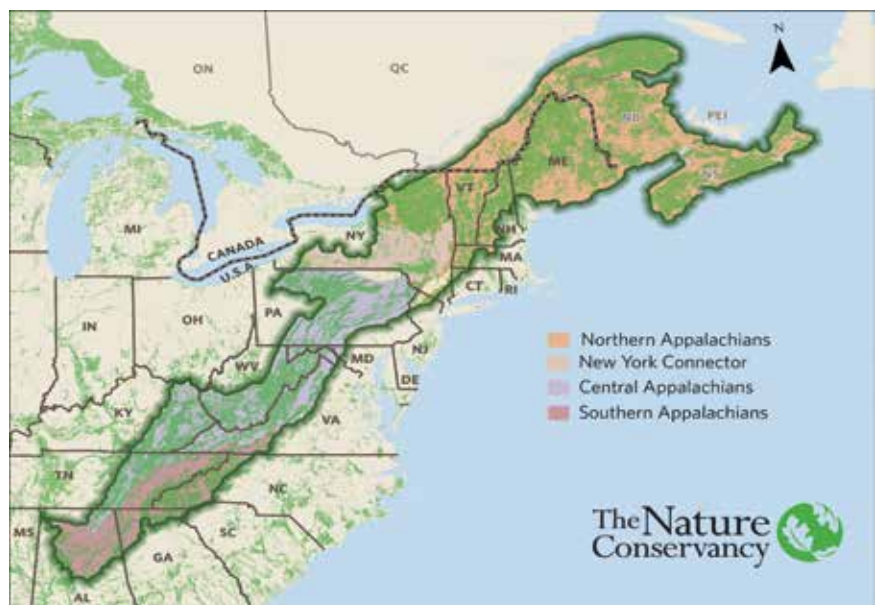 N
ON
QC
NB
PEI
NS
ME
VT
NH
NY
MA
CT
RI
MI
CANADA
U.S.A.
PA
NJ
IN
OH
WV
MD
DE
KY
VA
TN
NC
SC
MS
AL
GA
Northern Appalachians
New York Connector
Central Appalachians
Southern Appalachians
The Nature
Conservancy